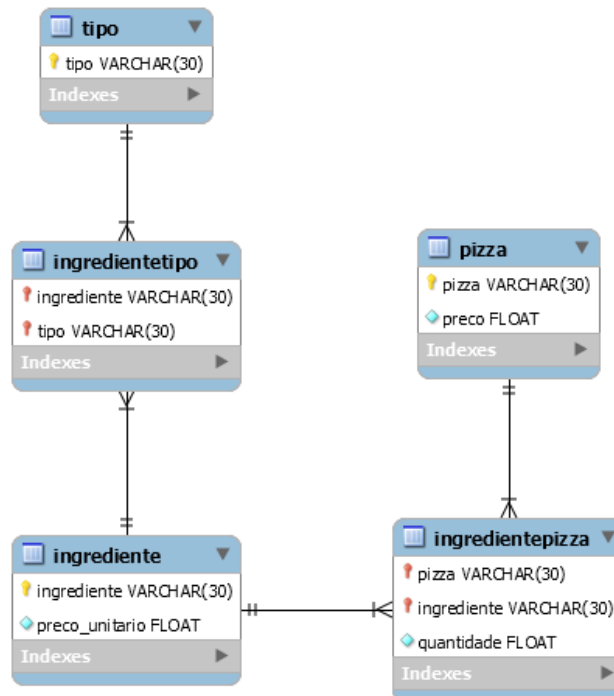 tipo
tipo VARCHAR(30)
Indexes
ingredientetipo
ingrediente VARCHAR(30)
tipo VARCHAR(30)
Indexes
pizza
pizza VARCHAR(30)
preco FLOAT
Indexes
ingrediente
ingrediente VARCHAR(30)
preco_unitario FLOAT
Indexes
ingredientepizza
pizza VARCHAR(30)
ingrediente VARCHAR(30)
quantidade FLOAT
Indexes